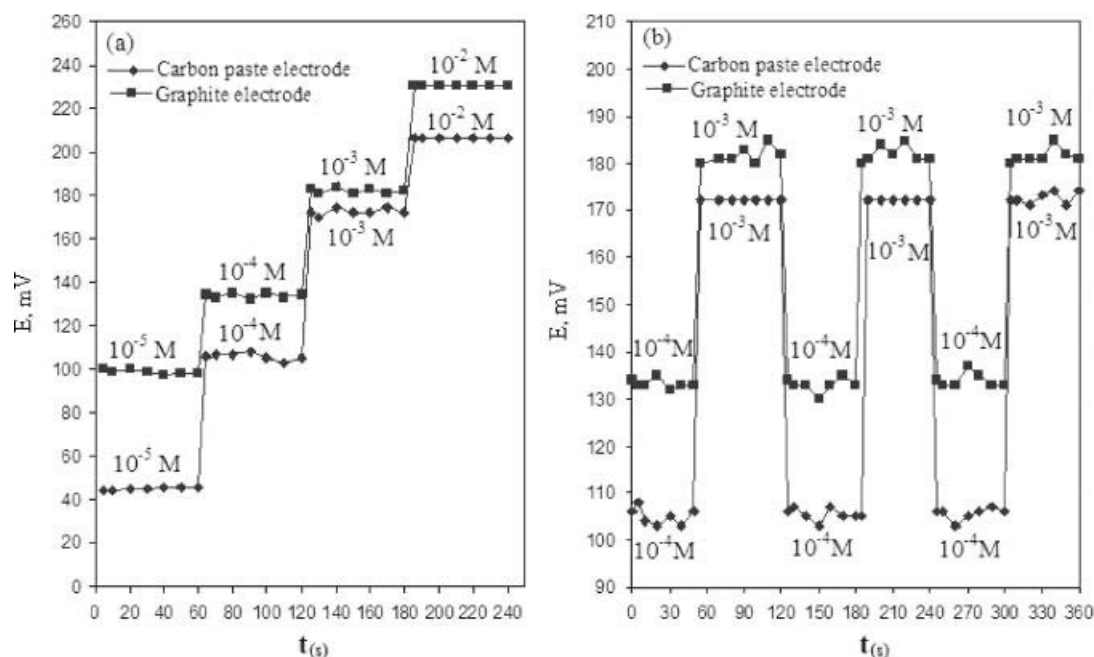 (a)
Carbon paste electrode
Graphite electrode
10⁻² M
10⁻² M
10⁻³ M
10⁻³ M
10⁻⁴ M
10⁻⁴ M
10⁻⁵ M
10⁻⁵ M
260
240
220
200
180
160
140
120
100
80
60
40
20
0
E, mV
0 20 40 60 80 100 120 140 160 180 200 220 240
t(s)
(b)
Carbon paste electrode
Graphite electrode
10⁻³ M 10⁻³ M 10⁻³ M
10⁻³ M 10⁻³ M 10⁻³ M
10⁻⁴M 10⁻⁴M 10⁻⁴M
10⁻⁴M 10⁻⁴M 10⁻⁴M
210
200
190
180
170
160
150
140
130
120
110
100
90
E, mV
0 30 60 90 120 150 180 210 240 270 300 330 360
t(s)